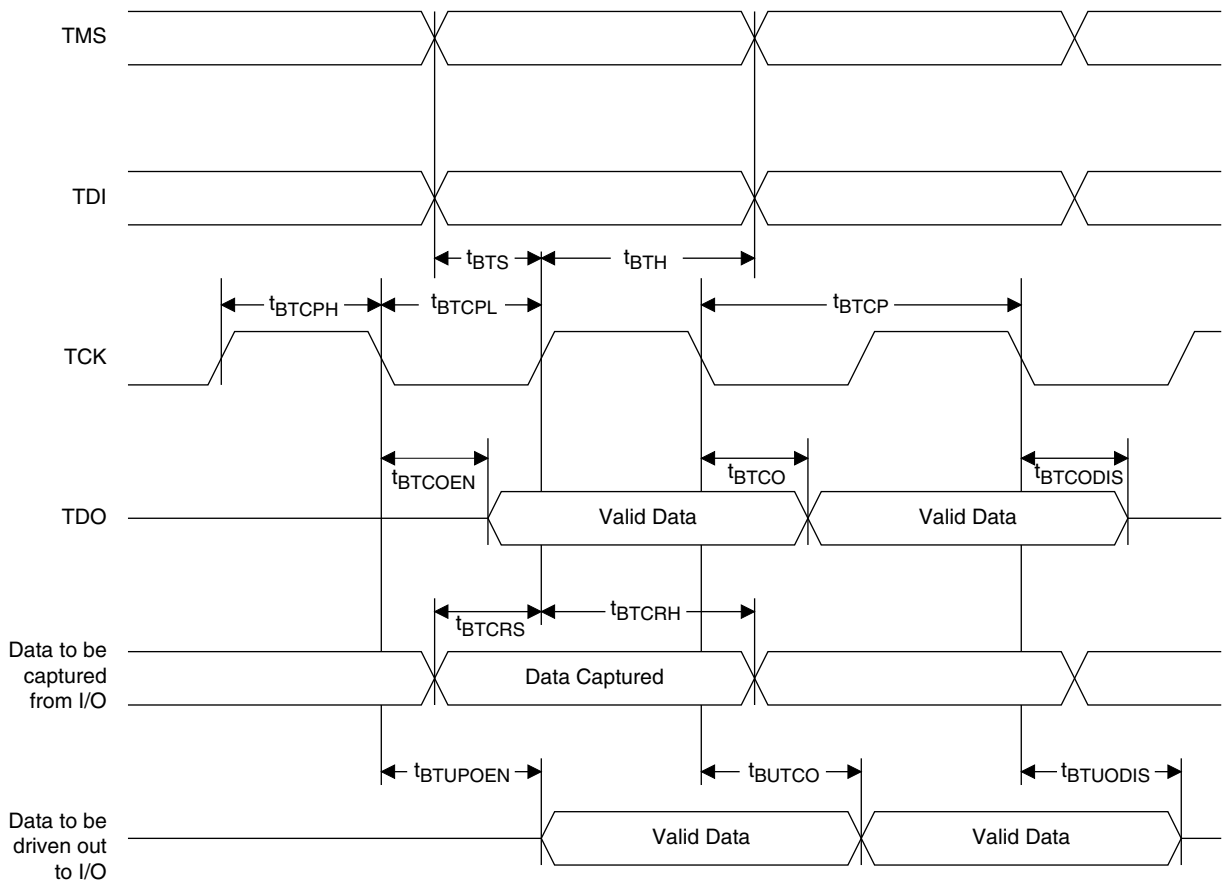 TMS
TDI
tBTS
tBTH
tBTCPH
tBTCPL
tBTCP
TCK
tBTCOEN
tBTCO
tBTCODIS
TDO
Valid Data
Valid Data
tBTCRS
tBTCRH
Data to be
captured
from I/O
Data Captured
tBTUPOEN
tBUTCO
tBTUODIS
Data to be
driven out
to I/O
Valid Data
Valid Data